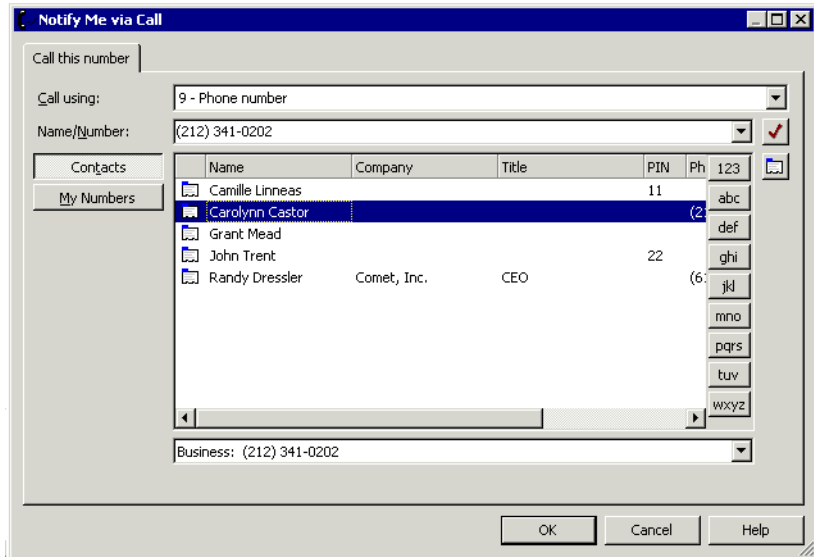 Notify Me via Call
Call this number
Call using: 9 - Phone number
Name/Number: (212) 341-0202
Contacts
My Numbers
Name Company Title PIN Ph
Camille Linneas 11
Carolynn Castor (2
Grant Mead
John Trent 22
Randy Dressler Comet, Inc. CEO (6
123
abc
def
ghi
jkl
mno
pqrs
tuv
wxyz
Business: (212) 341-0202
OK Cancel Help